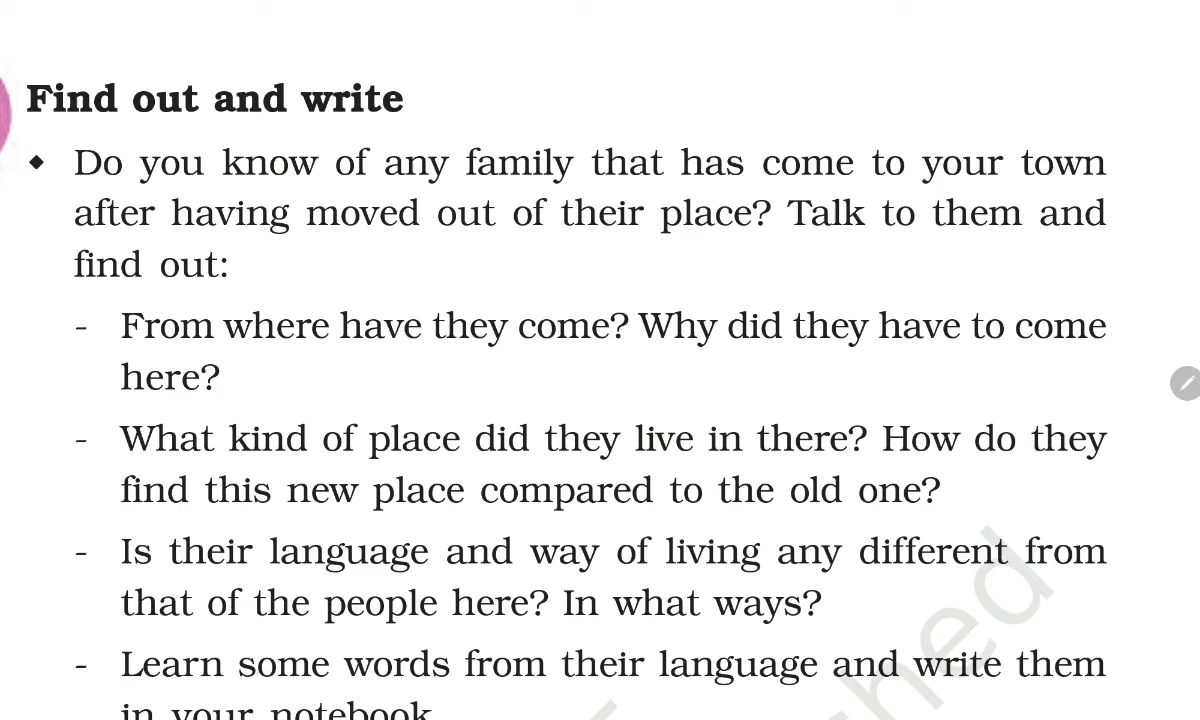 Find out and write
◆ Do you know of any family that has come to your town
after having moved out of their place? Talk to them and
find out:
- From where have they come? Why did they have to come
here?
- What kind of place did they live in there? How do they
find this new place compared to the old one?
- Is their language and way of living any different from
that of the people here? In what ways?
- Learn some words from their language and write them
in your notebook